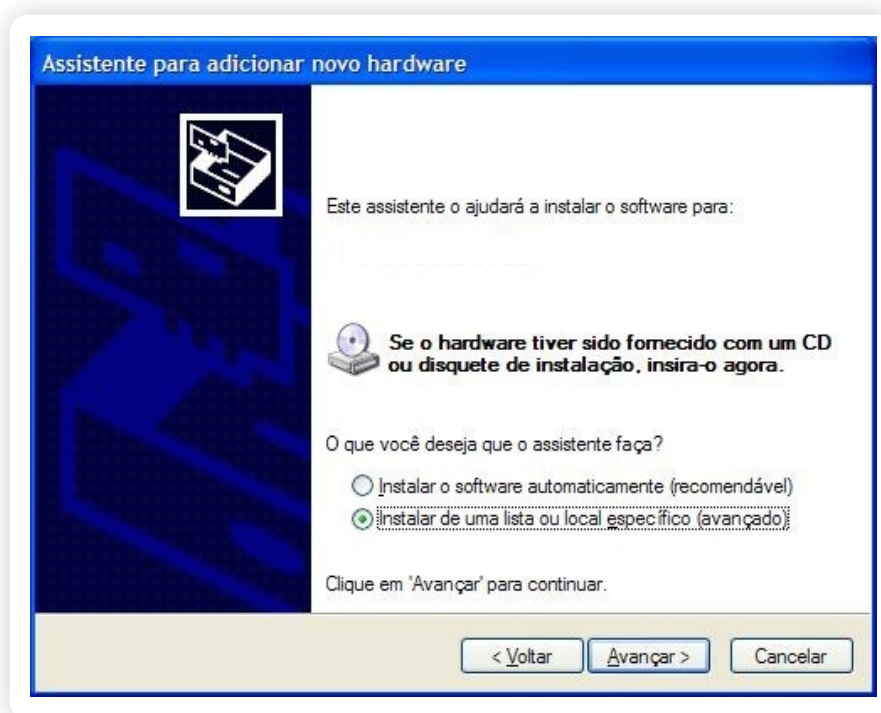 Assistente para adicionar novo hardware
Este assistente o ajudará a instalar o software para:
Se o hardware tiver sido fornecido com um CD
ou disquete de instalação, insira-o agora.
O que você deseja que o assistente faça?
Instalar o software automaticamente (recomendável)
Instalar de uma lista ou local específico (avançado)
Clique em 'Avançar' para continuar.
< Voltar Avançar > Cancelar